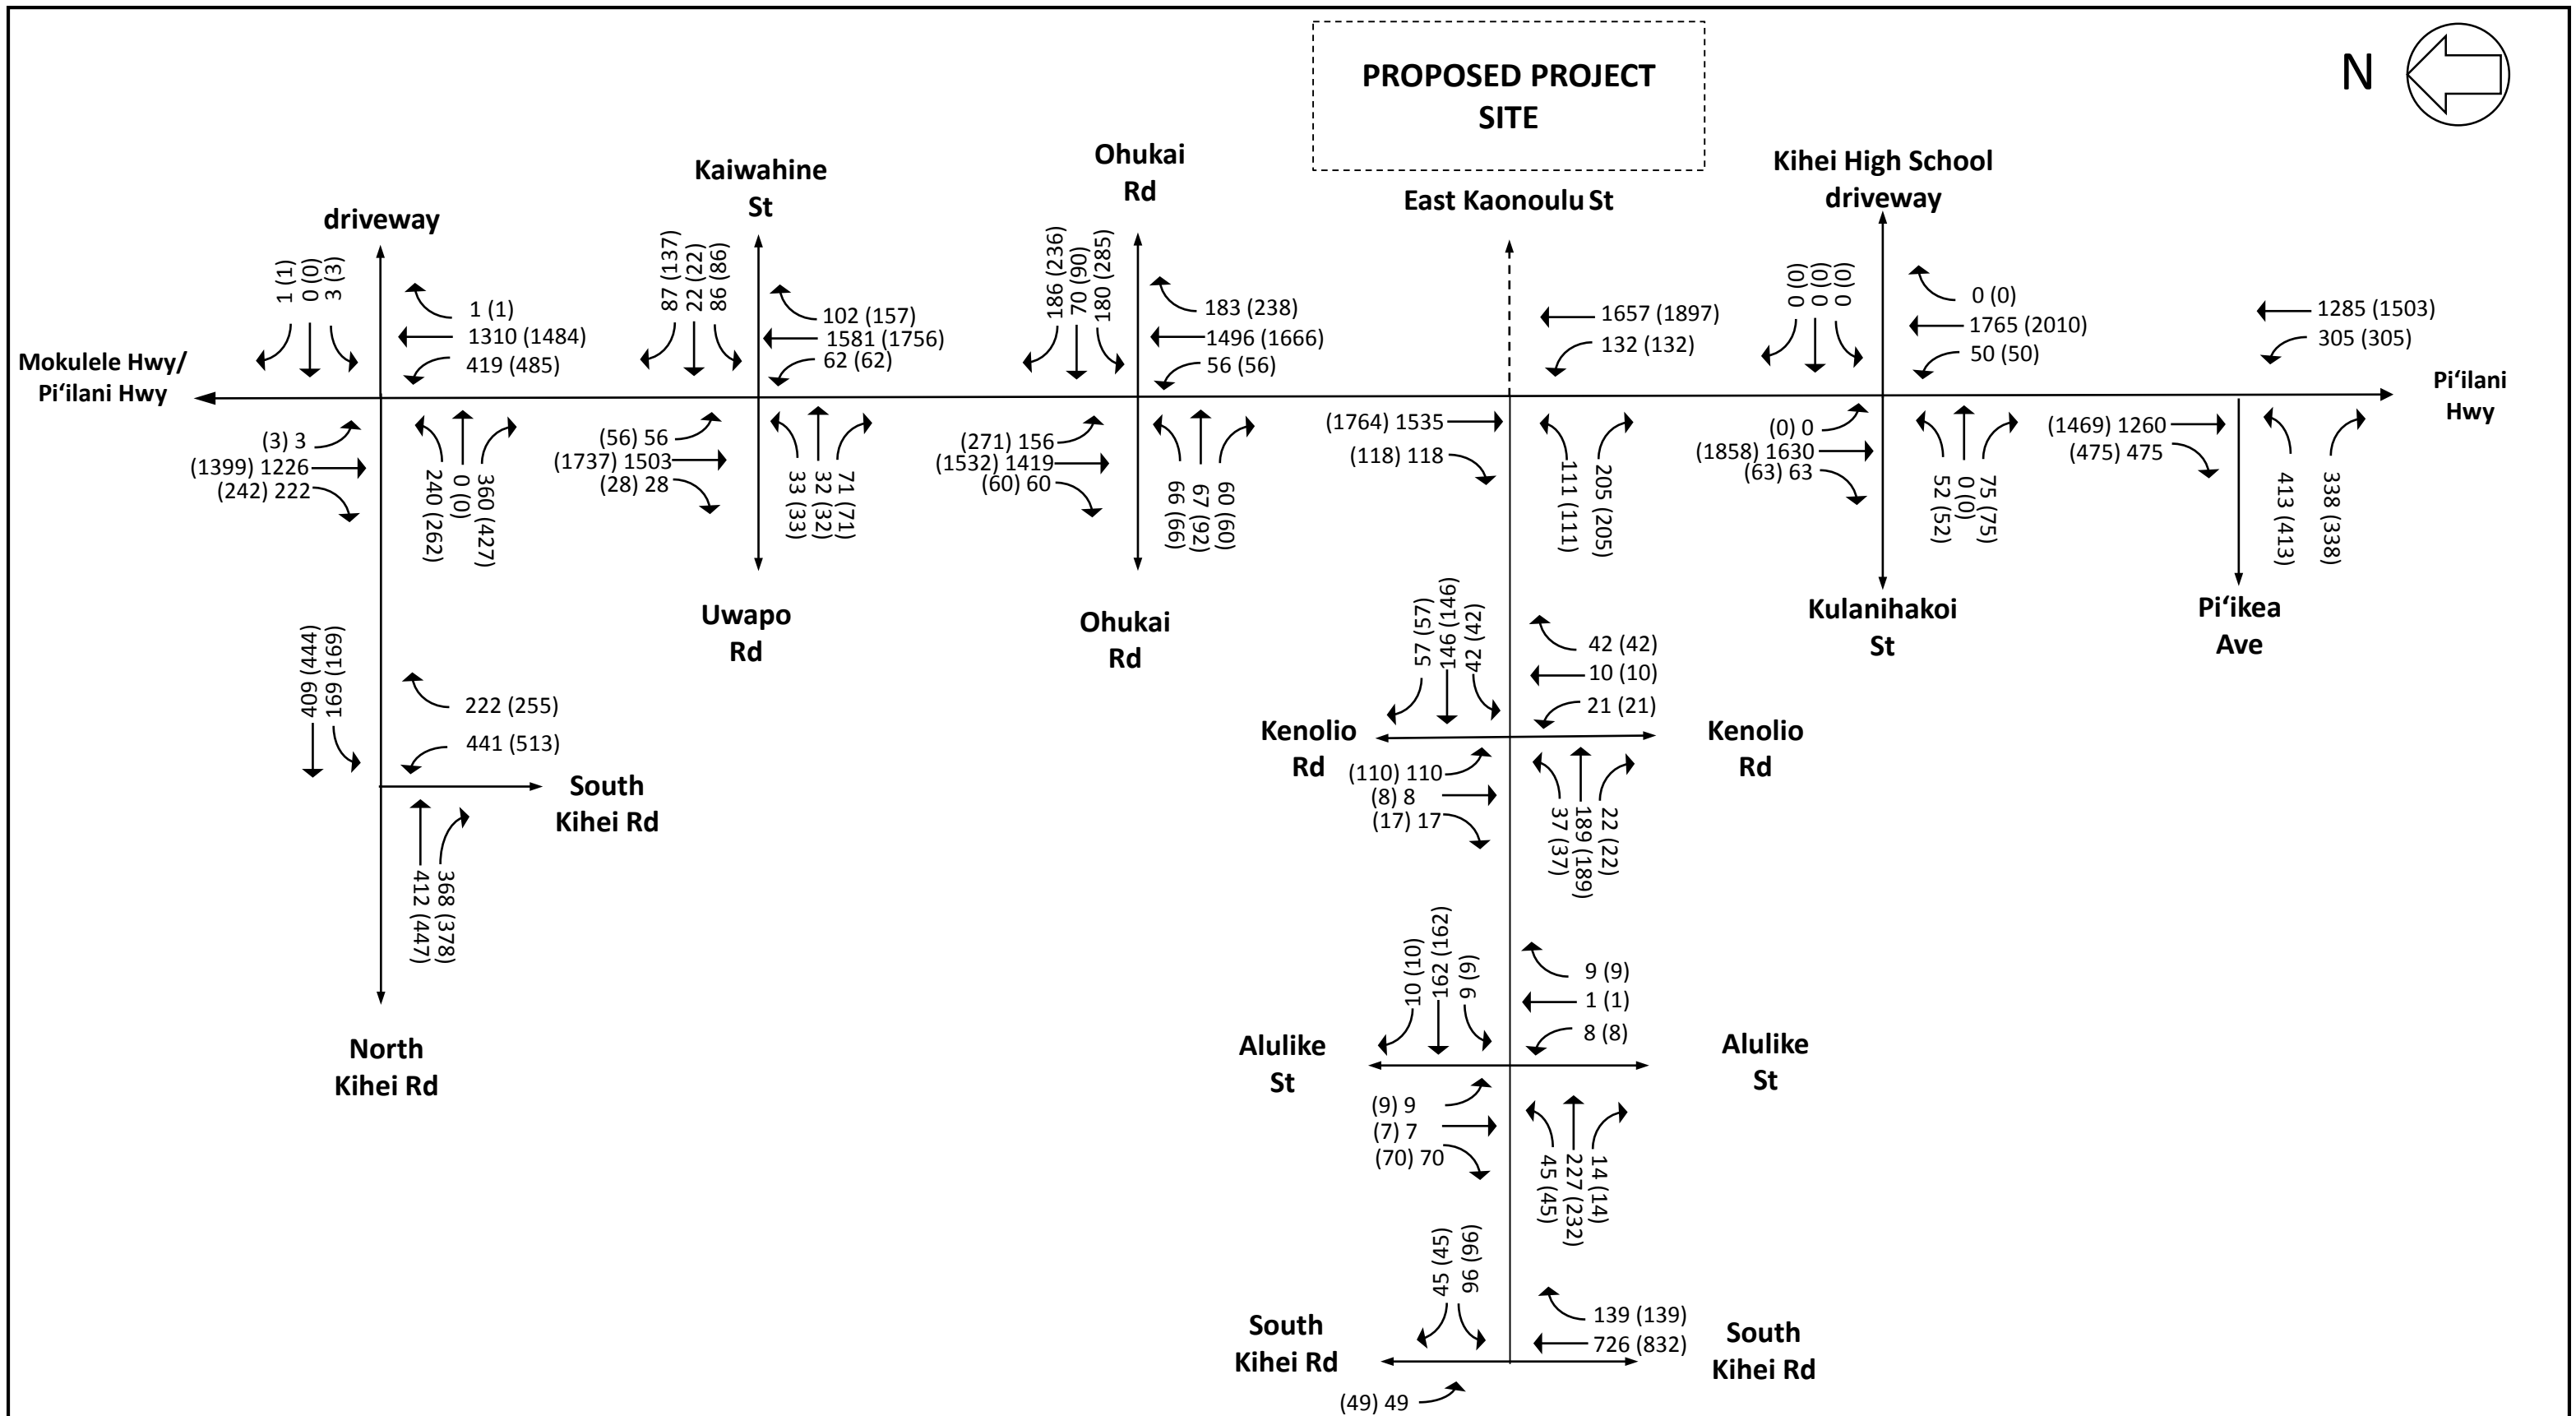 PROPOSED PROJECT
SITE
N
driveway
Kaiwahine
St
Ohukai
Rd
East Kaonoulu St
Kihei High School
driveway
Mokulele Hwy/
Pi‘ilani Hwy
Pi‘ilani
Hwy
1 (1)
0 (0)
3 (3)
1 (1)
1310 (1484)
419 (485)
(3) 3
(1399) 1226
(242) 222
240 (262)
0 (0)
360 (427)
87 (137)
22 (22)
86 (86)
102 (157)
1581 (1756)
62 (62)
(56) 56
(1737) 1503
(28) 28
33 (33)
32 (32)
71 (71)
Uwapo
Rd
186 (236)
70 (90)
180 (285)
183 (238)
1496 (1666)
56 (56)
(271) 156
(1532) 1419
(60) 60
66 (66)
67 (92)
60 (60)
Ohukai
Rd
1657 (1897)
132 (132)
(1764) 1535
(118) 118
111 (111)
205 (205)
0 (0)
0 (0)
0 (0)
0 (0)
1765 (2010)
50 (50)
(0) 0
(1858) 1630
(63) 63
52 (52)
0 (0)
75 (75)
Kulanihakoi
St
1285 (1503)
305 (305)
(1469) 1260
(475) 475
413 (413)
338 (338)
Pi‘ikea
Ave
409 (444)
169 (169)
222 (255)
441 (513)
South
Kihei Rd
412 (447)
368 (378)
North
Kihei Rd
57 (57)
146 (146)
42 (42)
42 (42)
10 (10)
21 (21)
Kenolio
Rd
Kenolio
Rd
(110) 110
(8) 8
(17) 17
37 (37)
189 (189)
22 (22)
10 (10)
162 (162)
9 (9)
9 (9)
1 (1)
8 (8)
Alulike
St
Alulike
St
(9) 9
(7) 7
(70) 70
45 (45)
227 (232)
14 (14)
45 (45)
96 (96)
139 (139)
726 (832)
South
Kihei Rd
South
Kihei Rd
(49) 49